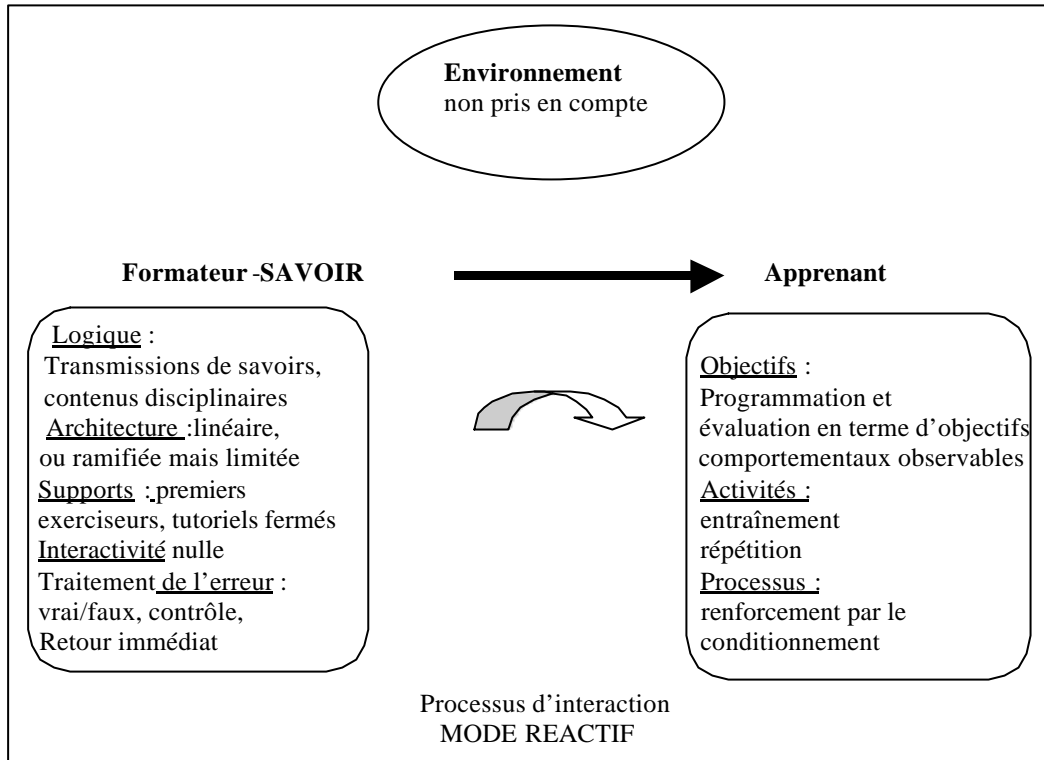 Environnement
non pris en compte
Formateur -SAVOIR
Apprenant
Logique :
Transmissions de savoirs,
contenus disciplinaires
Architecture :linéaire,
ou ramifiée mais limitée
Supports : premiers
exerciseurs, tutoriels fermés
Interactivité nulle
Traitement de l'erreur :
vrai/faux, contrôle,
Retour immédiat
Objectifs :
Programmation et
évaluation en terme d'objectifs
comportementaux observables
Activités :
entraînement
répétition
Processus :
renforcement par le
conditionnement
Processus d'interaction
MODE REACTIF